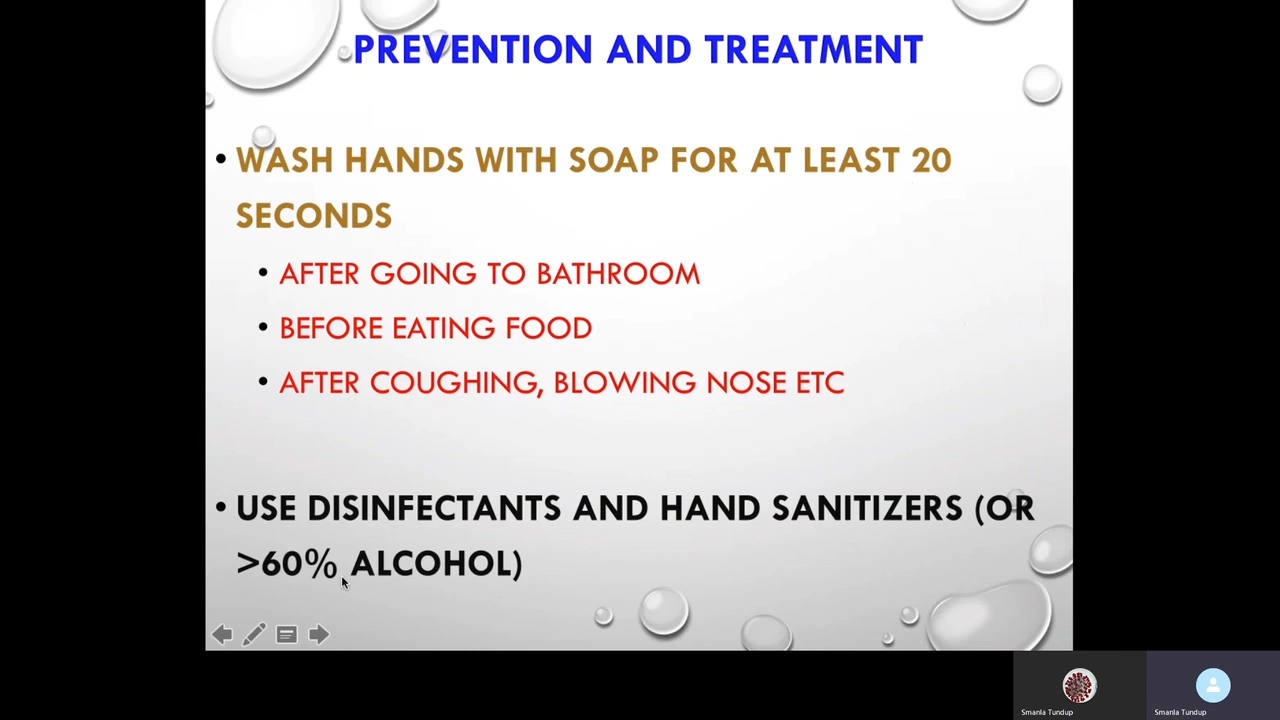 PREVENTION AND TREATMENT
• WASH HANDS WITH SOAP FOR AT LEAST 20
SECONDS
• AFTER GOING TO BATHROOM
• BEFORE EATING FOOD
• AFTER COUGHING, BLOWING NOSE ETC
• USE DISINFECTANTS AND HAND SANITIZERS (OR
>60% ALCOHOL)
Smanla Tundup
Smanla Tundup